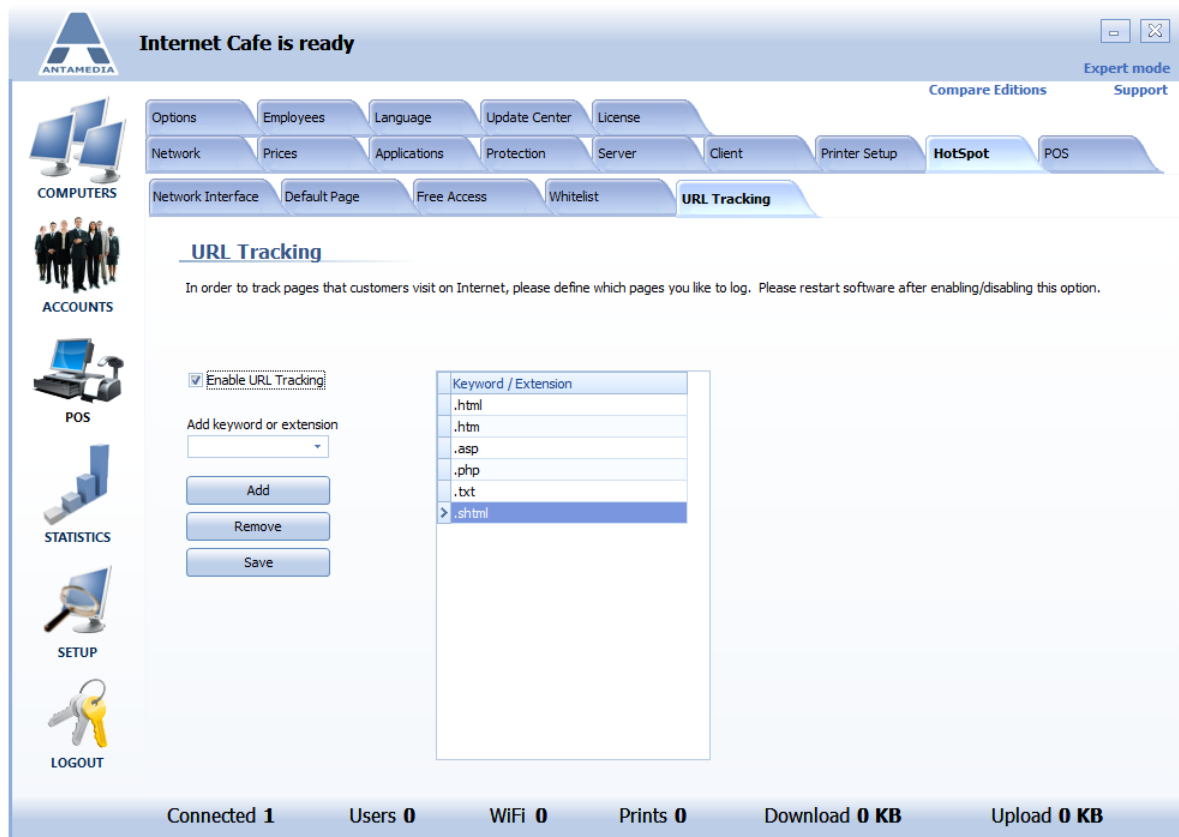 Internet Cafe is ready
ANTAMEDIA
Expert mode
Compare Editions Support
Options Employees Language Update Center License
Network Prices Applications Protection Server Client Printer Setup HotSpot POS
Network Interface Default Page Free Access Whitelist URL Tracking
COMPUTERS
ACCOUNTS
POS
STATISTICS
SETUP
LOGOUT
URL Tracking
In order to track pages that customers visit on Internet, please define which pages you like to log. Please restart software after enabling/disabling this option.
Enable URL Tracking
Add keyword or extension
Add
Remove
Save
Keyword / Extension
.html
.htm
.asp
.php
.txt
.shtml
Connected 1 Users 0 WiFi 0 Prints 0 Download 0 KB Upload 0 KB